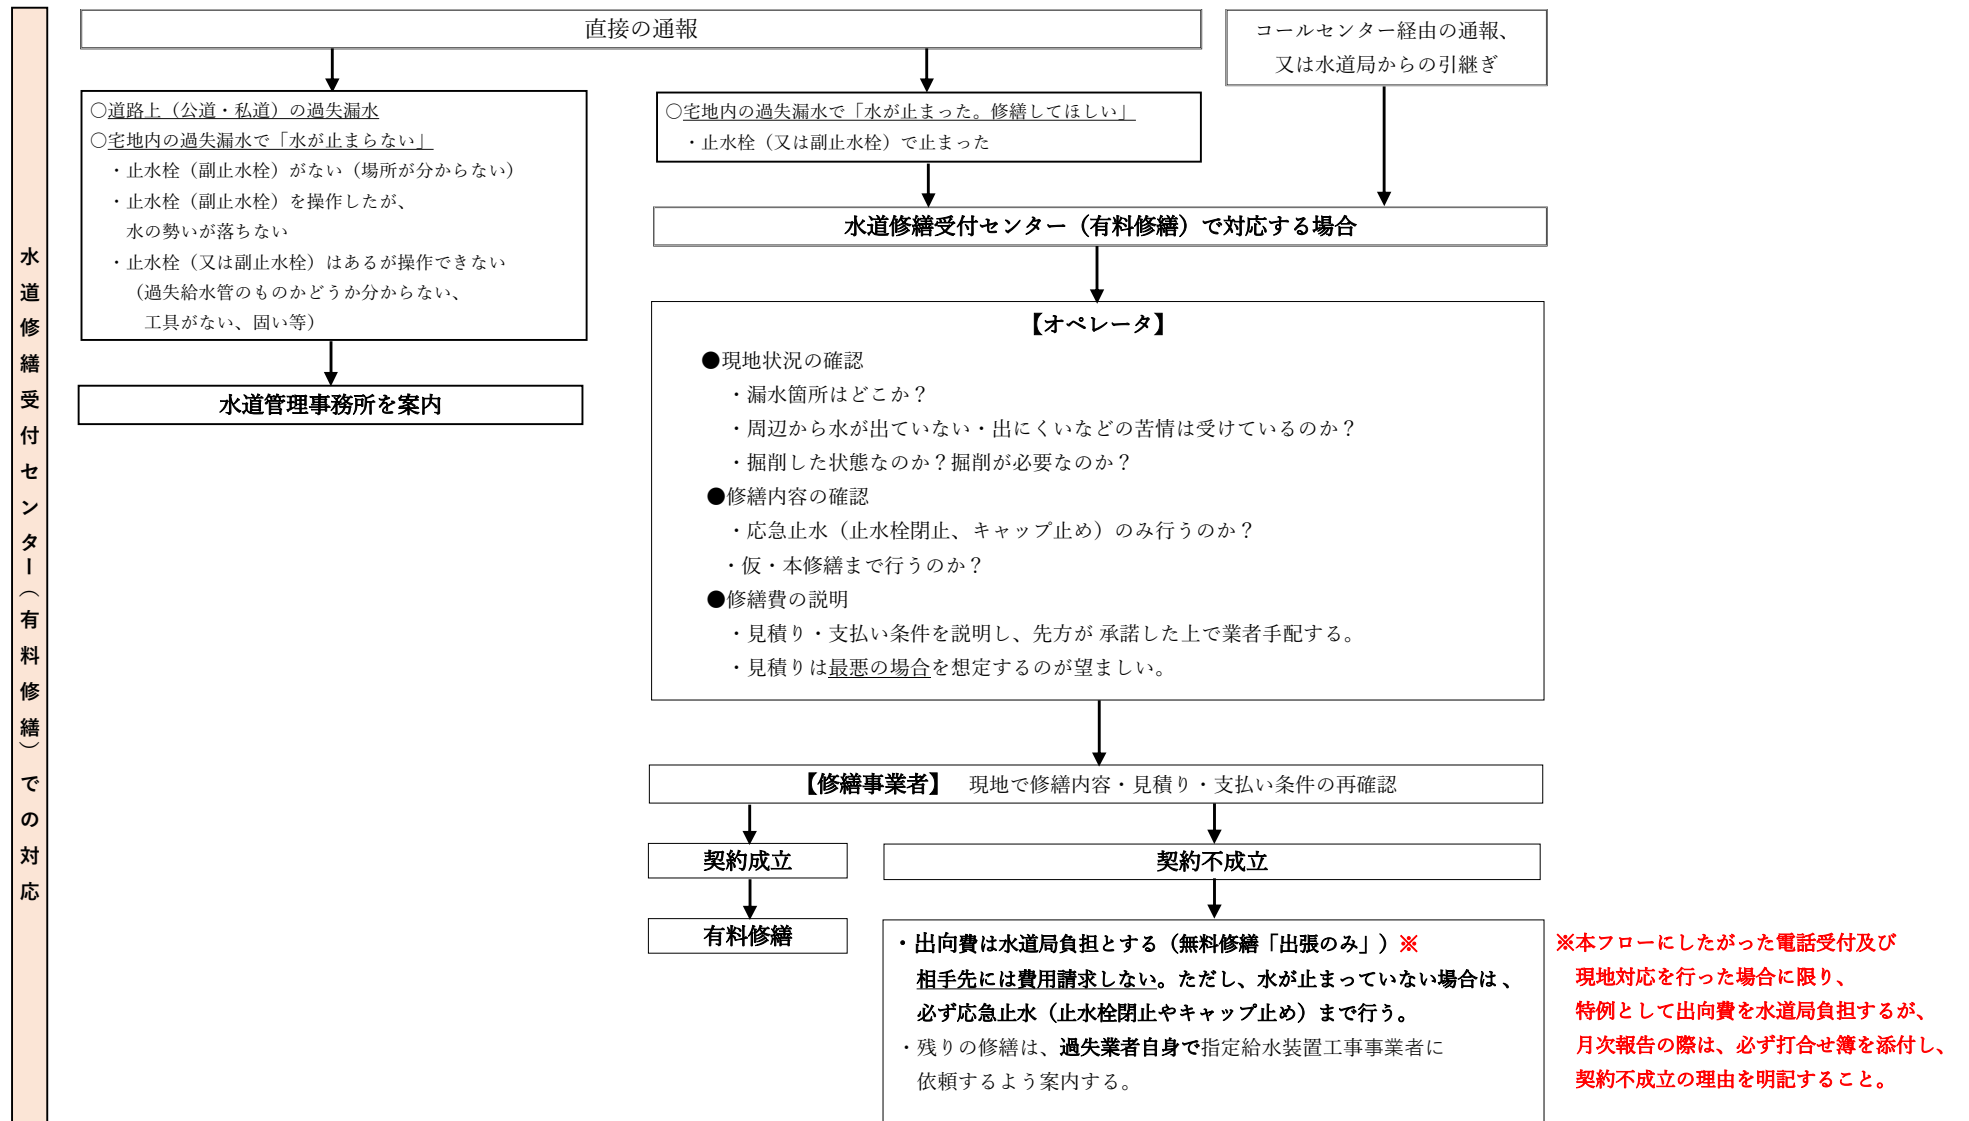 水道修繕受付センター（有料修繕）での対応
直接の通報
コールセンター経由の通報、
又は水道局からの引継ぎ
○道路上（公道・私道）の過失漏水
○宅地内の過失漏水で「水が止まらない」
・止水栓（副止水栓）がない（場所が分からない）
・止水栓（副止水栓）を操作したが、
水の勢いが落ちない
・止水栓（又は副止水栓）はあるが操作できない
（過失給水管のものかどうか分からない、
工具がない、固い等）
水道管理事務所を案内
○宅地内の過失漏水で「水が止まった。修繕してほしい」
・止水栓（又は副止水栓）で止まった
水道修繕受付センター（有料修繕）で対応する場合
【オペレータ】
●現地状況の確認
・漏水箇所はどこか？
・周辺から水が出ていない・出にくいなどの苦情は受けているのか？
・掘削した状態なのか？掘削が必要なのか？
●修繕内容の確認
・応急止水（止水栓閉止、キャップ止め）のみ行うのか？
・仮・本修繕まで行うのか？
●修繕費の説明
・見積り・支払い条件を説明し、先方が 承諾した上で業者手配する。
・見積りは最悪の場合を想定するのが望ましい。
【修繕事業者】　現地で修繕内容・見積り・支払い条件の再確認
契約成立
契約不成立
有料修繕
・出向費は水道局負担とする（無料修繕「出張のみ」）※
相手先には費用請求しない。ただし、水が止まっていない場合は、
必ず応急止水（止水栓閉止やキャップ止め）まで行う。
・残りの修繕は、過失業者自身で指定給水装置工事事業者に
依頼するよう案内する。
※本フローにしたがった電話受付及び
現地対応を行った場合に限り、
特例として出向費を水道局負担するが、
月次報告の際は、必ず打合せ簿を添付し、
契約不成立の理由を明記すること。